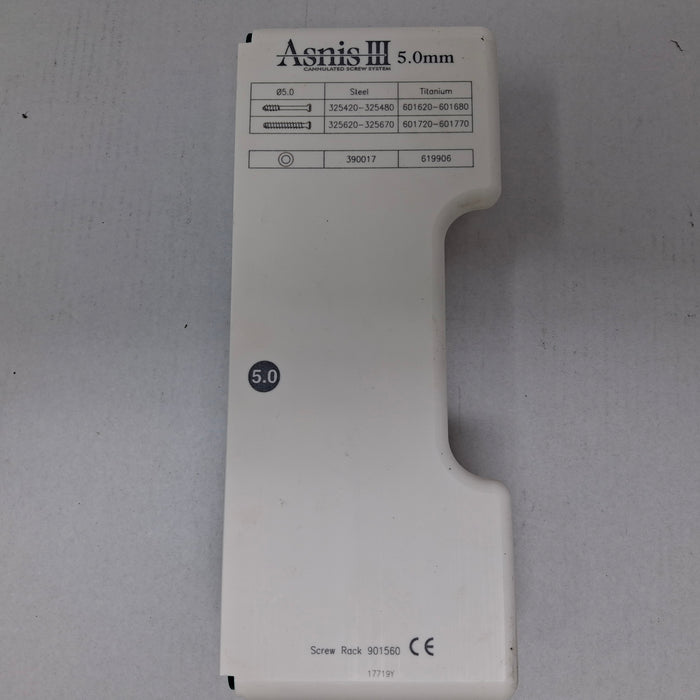 Asnis III 5.0mm
CANNULATED SCREW SYSTEM
Ø5.0 Steel Titanium
325420-325480 601620-601680
325620-325670 601720-601770
390017 619906
5.0
Screw Rack 901560 CE
17719Y